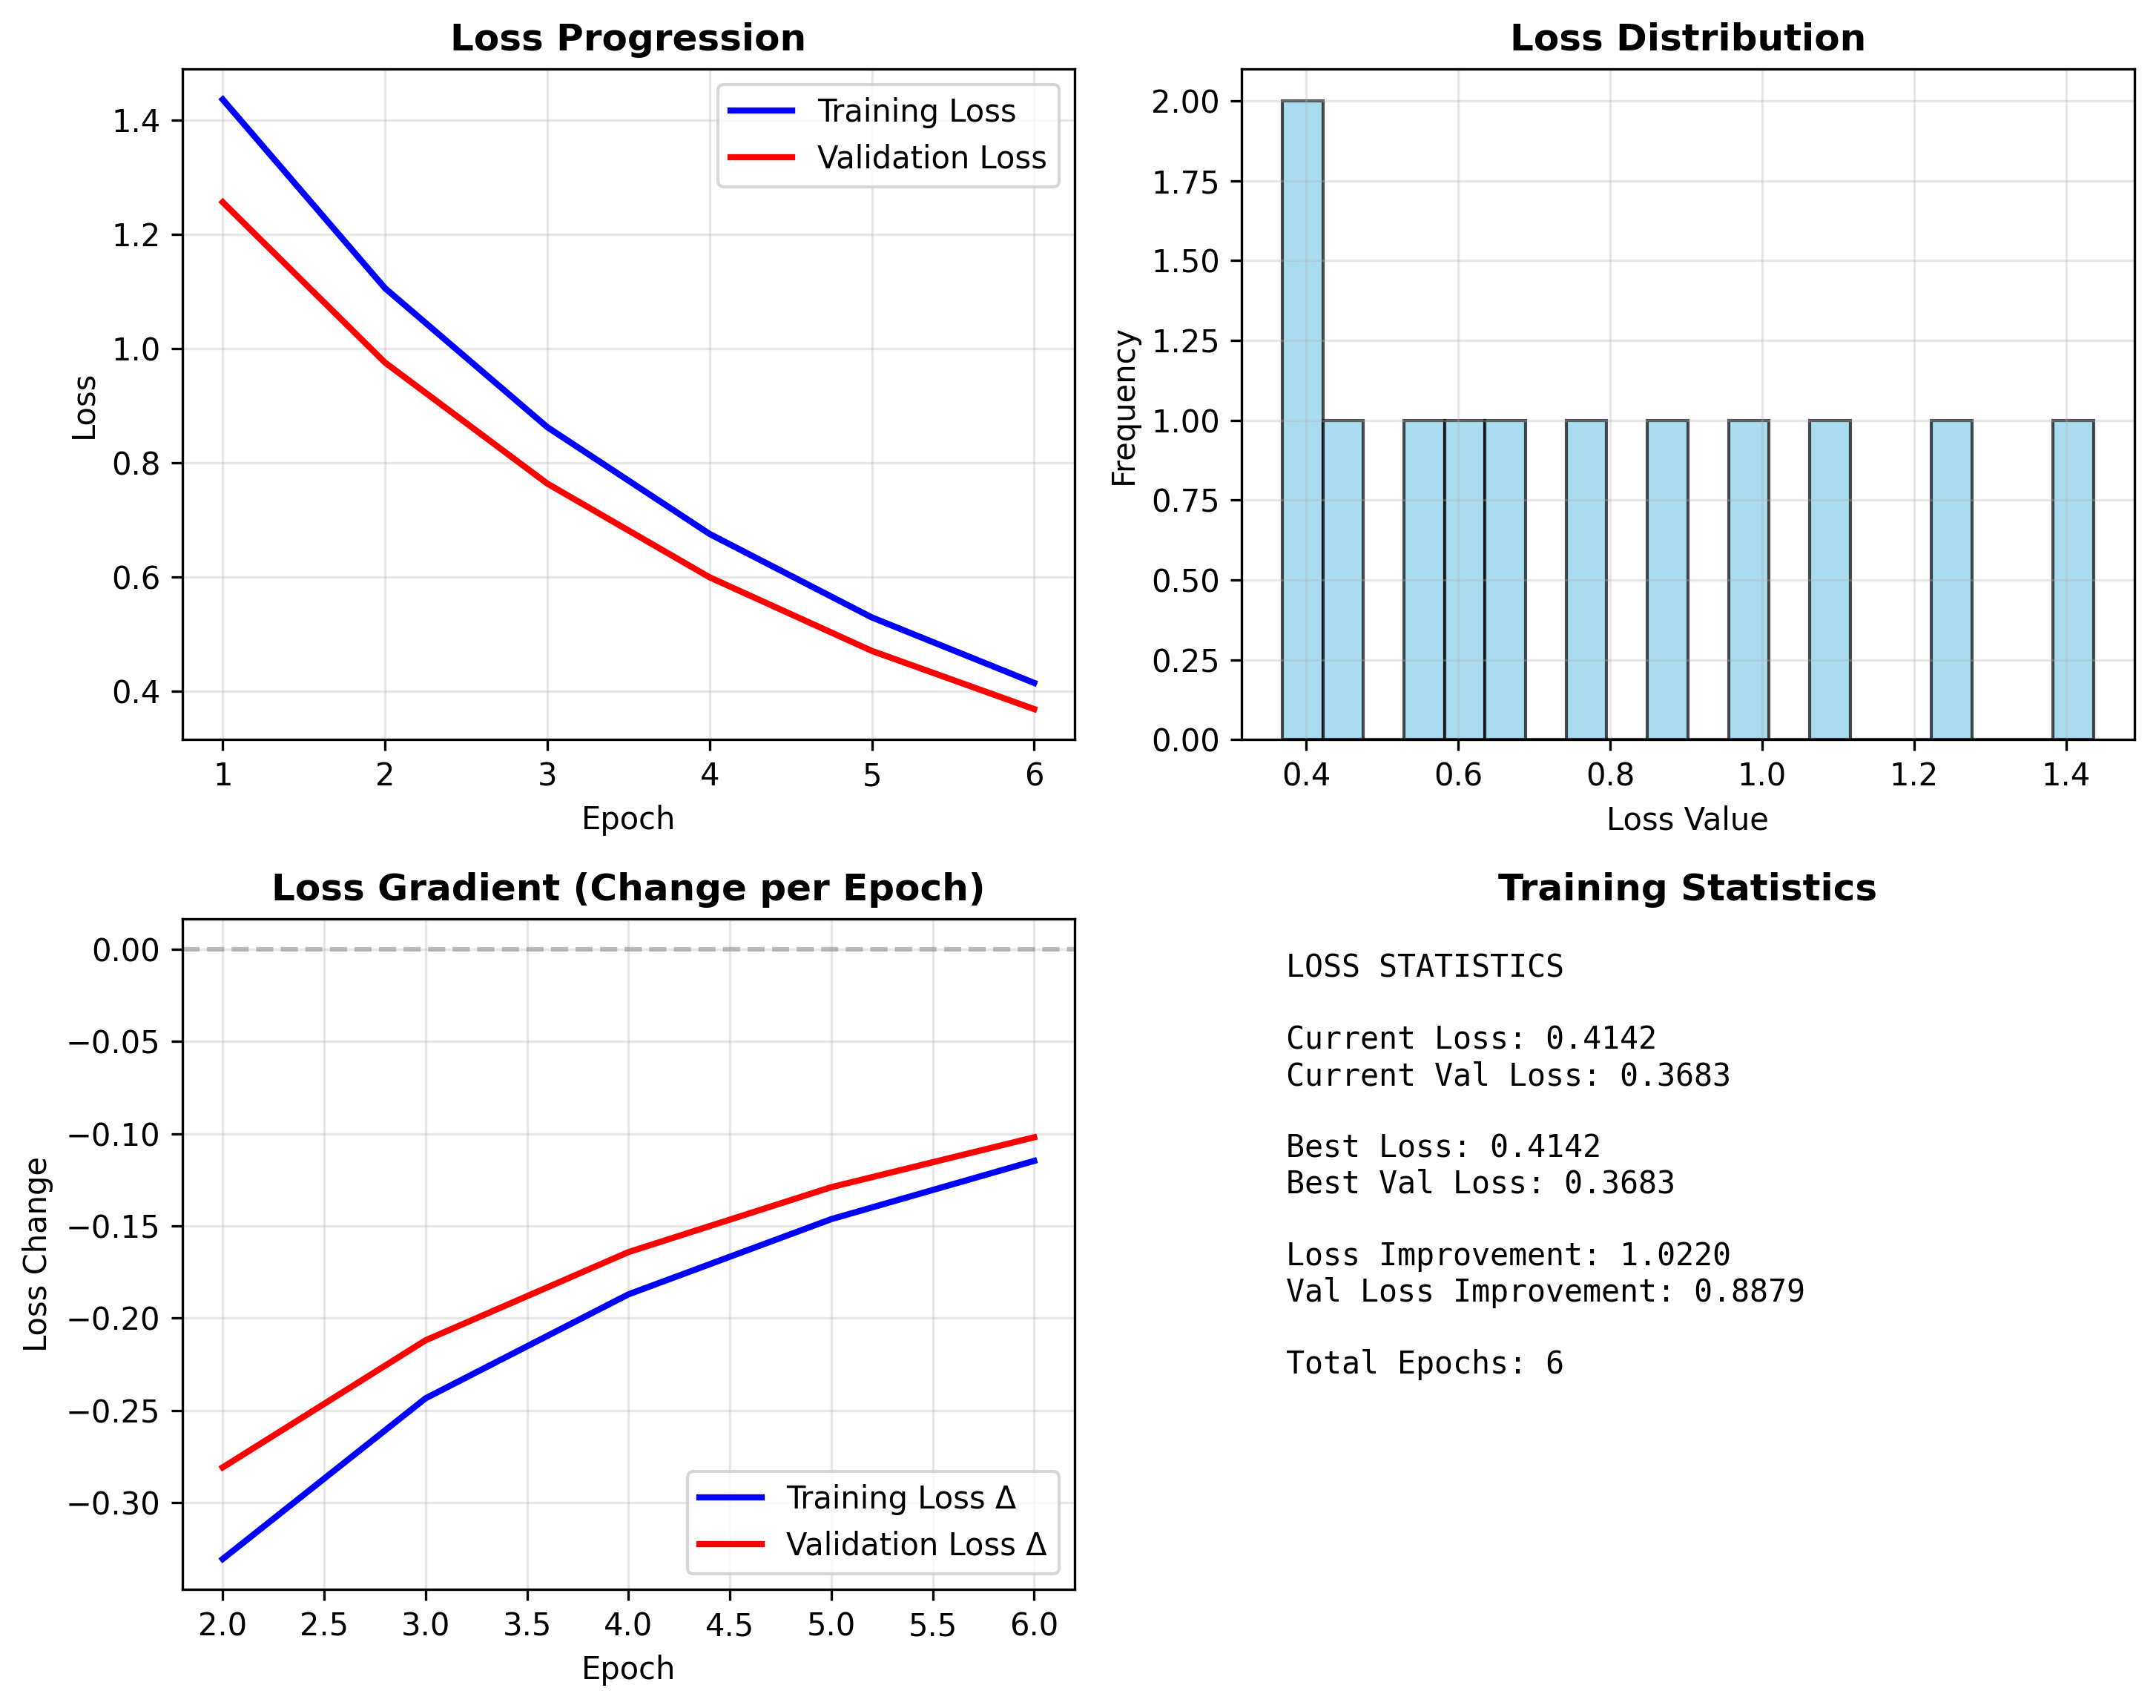 Loss Progression
1.4
1.2
1.0
0.8
0.6
0.4
Loss
Training Loss
Validation Loss
1 2 3 4 5 6
Epoch
Loss Distribution
2.00
1.75
1.50
1.25
1.00
0.75
0.50
0.25
0.00
Frequency
0.4 0.6 0.8 1.0 1.2 1.4
Loss Value
Loss Gradient (Change per Epoch)
0.00
−0.05
−0.10
−0.15
−0.20
−0.25
−0.30
Loss Change
Training Loss Δ
Validation Loss Δ
2.0 2.5 3.0 3.5 4.0 4.5 5.0 5.5 6.0
Epoch
Training Statistics
LOSS STATISTICS
Current Loss: 0.4142
Current Val Loss: 0.3683
Best Loss: 0.4142
Best Val Loss: 0.3683
Loss Improvement: 1.0220
Val Loss Improvement: 0.8879
Total Epochs: 6